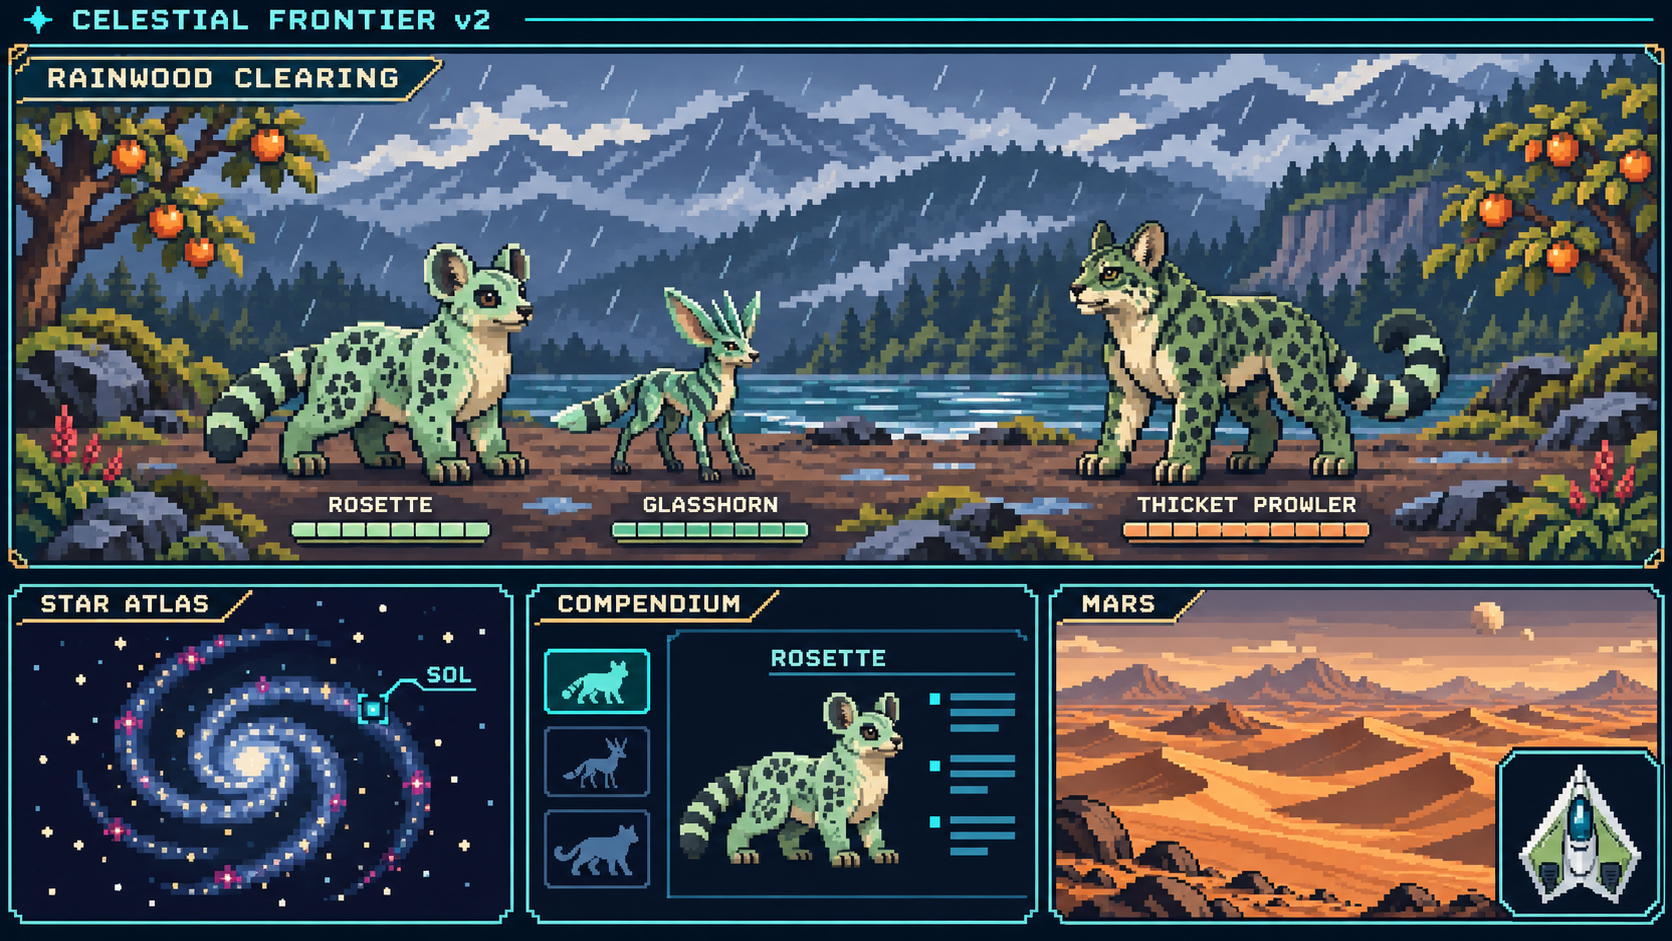 CELESTIAL FRONTIER v2
RAINWOOD CLEARING
ROSETTE
GLASSHORN
THICKET PROWLER
STAR ATLAS
SOL
COMPENDIUM
ROSETTE
MARS